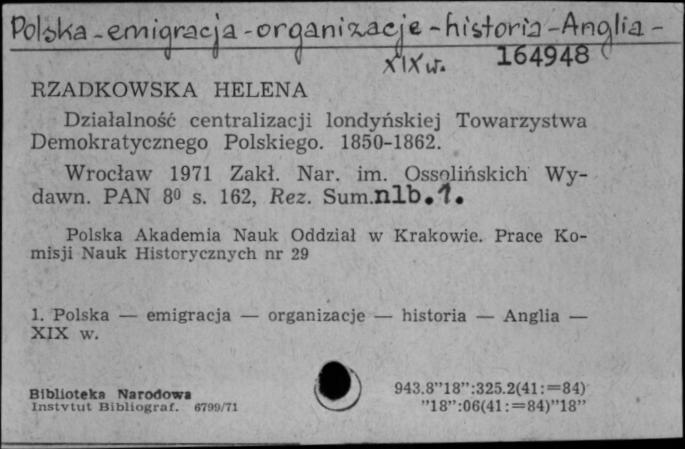 Polska - emigracja - organizacje - historia - Anglia -
XIX w.
164948
RZADKOWSKA HELENA
Działalność centralizacji londyńskiej Towarzystwa
Demokratycznego Polskiego. 1850-1862.
Wrocław 1971 Zakł. Nar. im. Ossolińskich Wy-
dawn. PAN 8⁰ s. 162, Rez. Sum. nlb. 1.
Polska Akademia Nauk Oddział w Krakowie. Prace Ko-
misji Nauk Historycznych nr 29
1. Polska — emigracja — organizacje — historia — Anglia —
XIX w.
Biblioteka Narodowa
Instytut Bibliograf. 6799/71
943.8"18":325.2(41:=84)
"18":06(41:=84)"18"